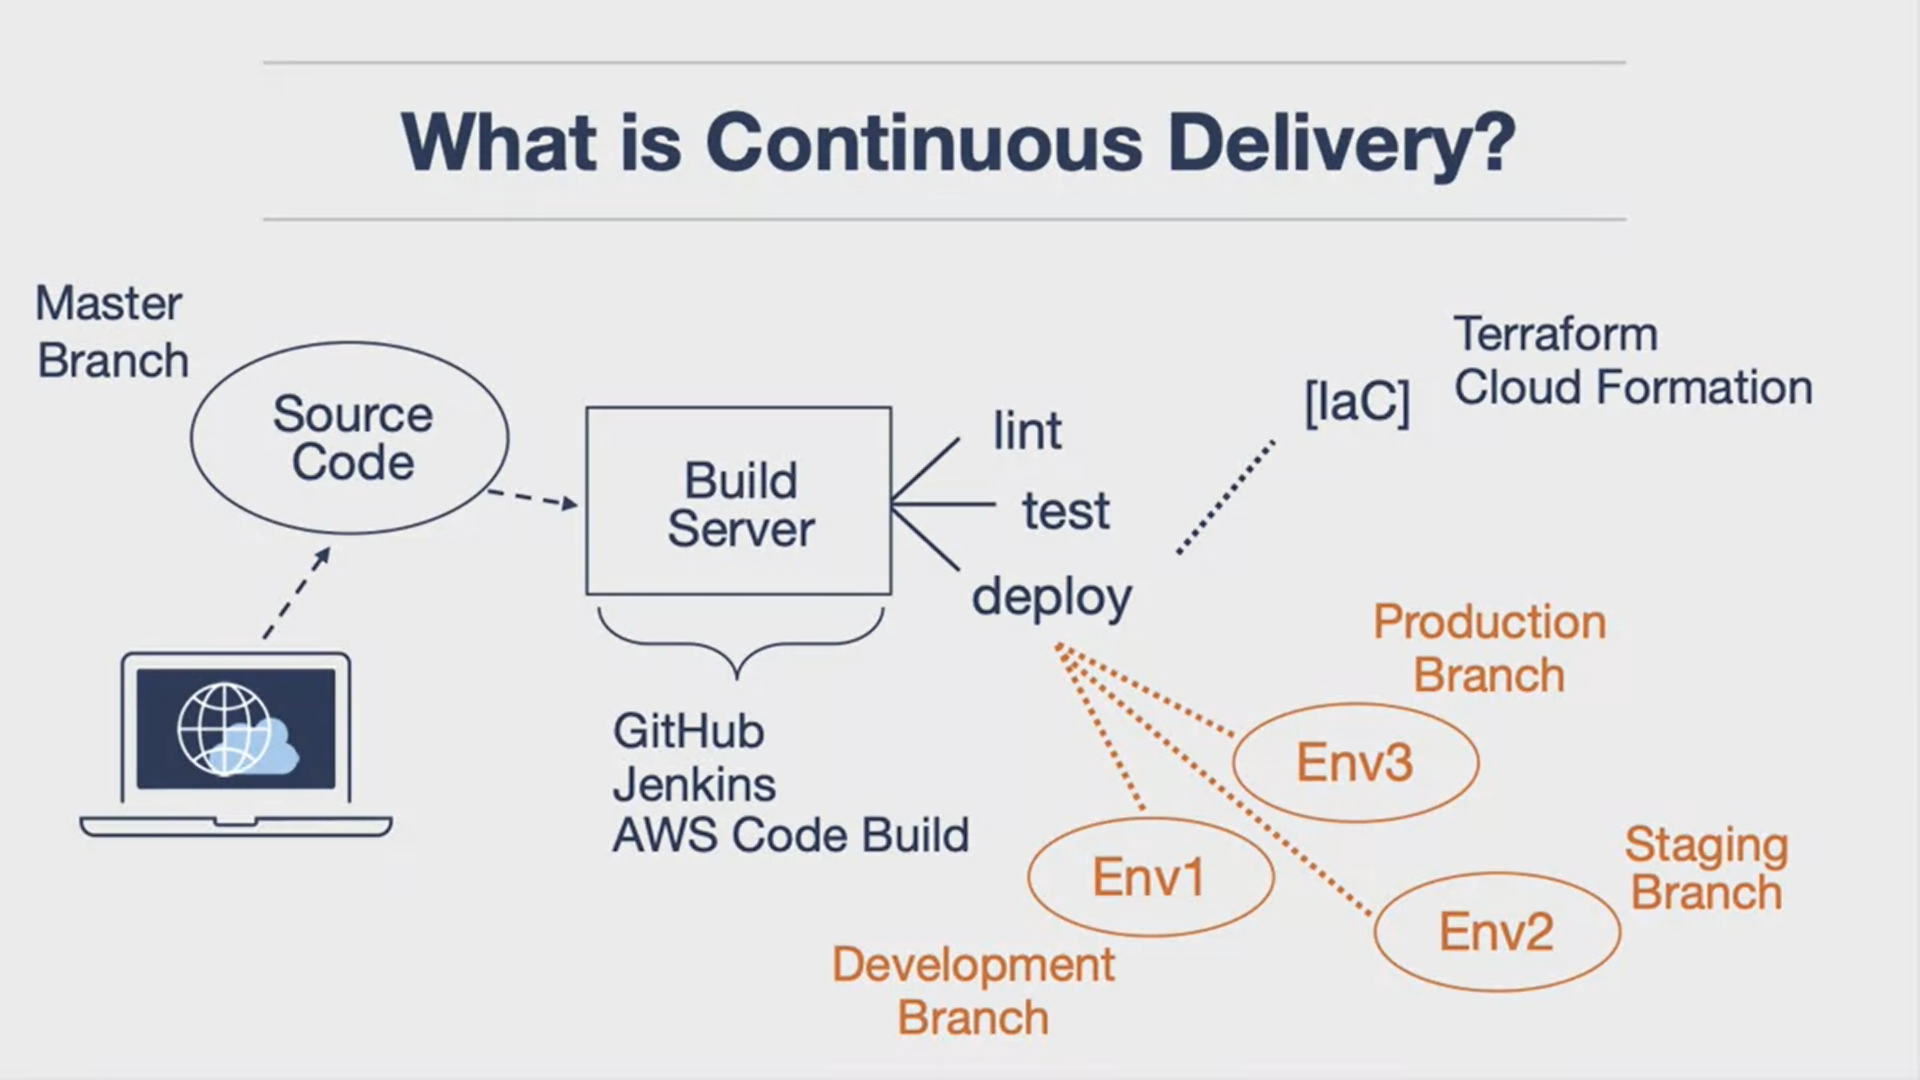 What is Continuous Delivery?
Master
Branch
Source
Code
Build
Server
lint
test
deploy
[IaC]
Terraform
Cloud Formation
GitHub
Jenkins
AWS Code Build
Production
Branch
Env3
Env1
Development
Branch
Env2
Staging
Branch